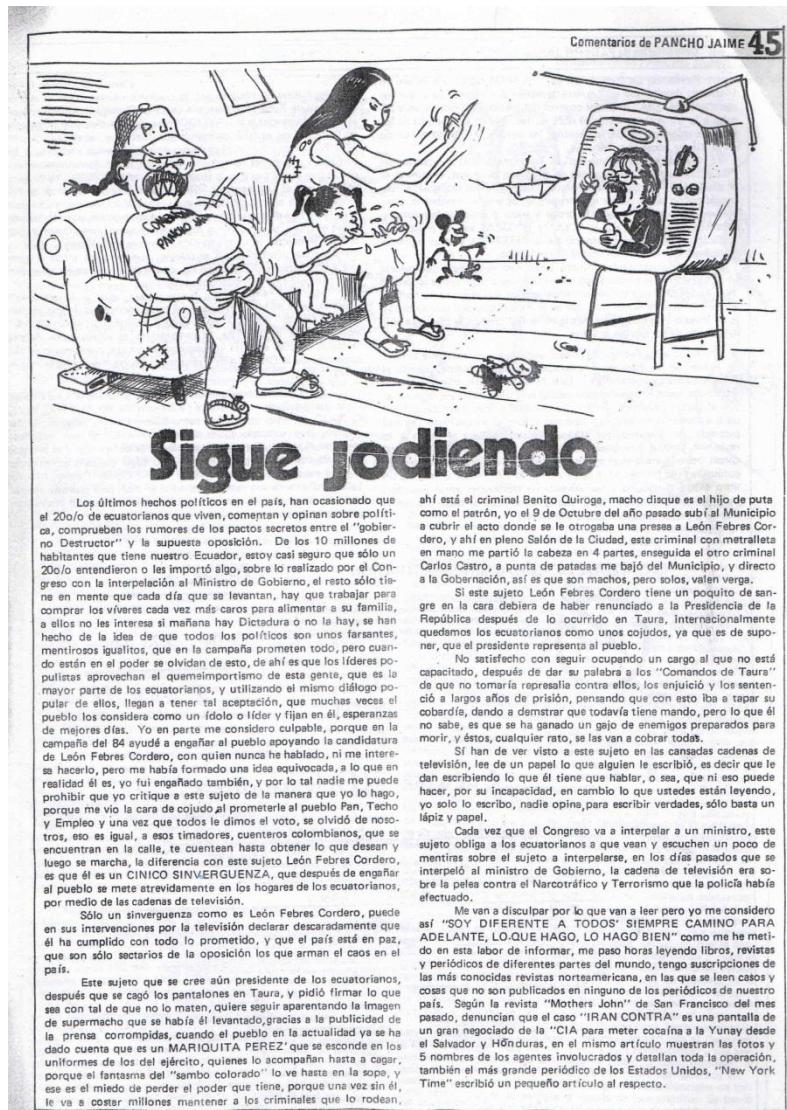 Comentarios de PANCHO JAIME 45
P.J.
PANCHO
Sigue jodiendo
Los últimos hechos políticos en el país, han ocasionado que
el 20o/o de ecuatorianos que viven, comentan y opinan sobre políti-
ca, comprueben los rumores de los pactos secretos entre el "gobier-
no Destructor" y la supuesta oposición. De los 10 millones de
habitantes que tiene nuestro Ecuador, estoy casi seguro que sólo un
20o/o entendieron o les importó algo, sobre lo realizado por el Con-
greso con la interpelación al Ministro de Gobierno, el resto sólo tie-
ne en mente que cada día que se levantan, hay que trabajar para
comprar los víveres cada vez más caros para alimentar a su familia,
a ellos no les interesa si mañana hay Dictadura o no la hay, se han
hecho de la idea de que todos los políticos son unos farsantes,
mentirosos igualitos, que en la campaña prometen todo, pero cuan-
do están en el poder se olvidan de esto, de ahí es que los líderes po-
pulistas aprovechan el quemeimportismo de esta gente, que es la
mayor parte de los ecuatorianos, y utilizando el mismo diálogo po-
pular de ellos, llegan a tener tal aceptación, que muchas veces el
pueblo los considera como un ídolo o líder y fijan en él, esperanzas
de mejores días. Yo en parte me considero culpable, porque en la
campaña del 84 ayudé a engañar al pueblo apoyando la candidatura
de León Febres Cordero, con quien nunca he hablado, ni me intere-
sa hacerlo, pero me había formado una idea equivocada, a lo que en
realidad él es, yo fui engañado también, y por lo tal nadie me puede
prohibir que yo critique a este sujeto de la manera que yo lo hago,
porque me vio la cara de cojudo al prometerle al pueblo Pan, Techo
y Empleo y una vez que todos le dimos el voto, se olvidó de noso-
tros, eso es igual, a esos timadores, cuenteros colombianos, que se
encuentran en la calle, te cuentean hasta obtener lo que desean y
luego se marcha, la diferencia con este sujeto León Febres Cordero,
es que él es un CINICO SINVERGUENZA, que después de engañar
al pueblo se mete atrevidamente en los hogares de los ecuatorianos,
por medio de las cadenas de televisión.
Sólo un sinverguenza como es León Febres Cordero, puede
en sus intervenciones por la televisión declarar descaradamente que
él ha cumplido con todo lo prometido, y que el país está en paz,
que son sólo sectarios de la oposición los que arman el caos en el
país.
Este sujeto que se cree aún presidente de los ecuatorianos,
después que se cagó los pantalones en Taura, y pidió firmar lo que
sea con tal de que no lo maten, quiere seguir aparentando la Imagen
de supermacho que se había él levantado,gracias a la publicidad de
la prensa corrompidas, cuando el pueblo en la actualidad ya se ha
dado cuenta que es un MARIQUITA PEREZ' que se esconde en los
uniformes de los del ejército, quienes lo acompañan hasta a cagar,
porque el fantasma del "sambo colorado" lo ve hasta en la sopa, y
ese es el miedo de perder el poder que tiene, porque una vez sin él,
le va a costar millones mantener a los criminales que lo rodean,
ahí está el criminal Benito Quiroga, macho disque es el hijo de puta
como el patrón, yo el 9 de Octubre del año pasado subí al Municipio
a cubrir el acto donde se le otrogaba una presea a León Febres Cor-
dero, y ahí en pleno Salón de la Ciudad, este criminal con metralleta
en mano me partió la cabeza en 4 partes, enseguida el otro criminal
Carlos Castro, a punta de patadas me bajó del Municipio, y directo
a la Gobernación, así es que son machos, pero solos, valen verga.
Si este sujeto León Febres Cordero tiene un poquito de san-
gre en la cara debiera de haber renunciado a la Presidencia de la
República después de lo ocurrido en Taura, internacionalmente
quedamos los ecuatorianos como unos cojudos, ya que es de supo-
ner, que el presidente representa al pueblo.
No satisfecho con seguir ocupando un cargo al que no está
capacitado, después de dar su palabra a los "Comandos de Taura"
de que no tomaría represalia contra ellos, los enjuició y los senten-
ció a largos años de prisión, pensando que con esto iba a tapar su
cobardía, dando a demstrar que todavía tiene mando, pero lo que él
no sabe, es que se ha ganado un gajo de enemigos preparados para
morir, y éstos, cualquier rato, se las van a cobrar todas.
Sí han de ver visto a este sujeto en las cansadas cadenas de
televisión, lee de un papel lo que alguien le escribió, es decir que le
dan escribiendo lo que él tiene que hablar, o sea, que ni eso puede
hacer, por su incapacidad, en cambio lo que ustedes están leyendo,
yo solo lo escribo, nadie opina,para escribir verdades, sólo basta un
lápiz y papel.
Cada vez que el Congreso va a interpelar a un ministro, este
sujeto obliga a los ecuatorianos a que vean y escuchen un poco de
mentiras sobre el sujeto a interpelarse, en los días pasados que se
interpeló al ministro de Gobierno, la cadena de televisión era so-
bre la pelea contra el Narcotráfico y Terrorismo que la policía había
efectuado.
Me van a disculpar por lo que van a leer pero yo me considero
así "SOY DIFERENTE A TODOS' SIEMPRE CAMINO PARA
ADELANTE, LO-QUE HAGO, LO HAGO BIEN" como me he meti-
do en esta labor de informar, me paso horas leyendo libros, revistas
y periódicos de diferentes partes del mundo, tengo suscripciones de
las más conocidas revistas norteamericana, en las que se leen casos y
cosas que no son publicados en ninguno de los periódicos de nuestro
país. Según la revista "Mothers John" de San Francisco del mes
pasado, denuncian que el caso "IRAN CONTRA" es una pantalla de
un gran negociado de la "CIA para meter cocaína a la Yunay desde
el Salvador y Hónduras, en el mismo artículo muestran las fotos y
5 nombres de los agentes involucrados y detallan toda la operación,
también el más grande periódico de los Estados Unidos, "New York
Time" escribió un pequeño artículo al respecto.